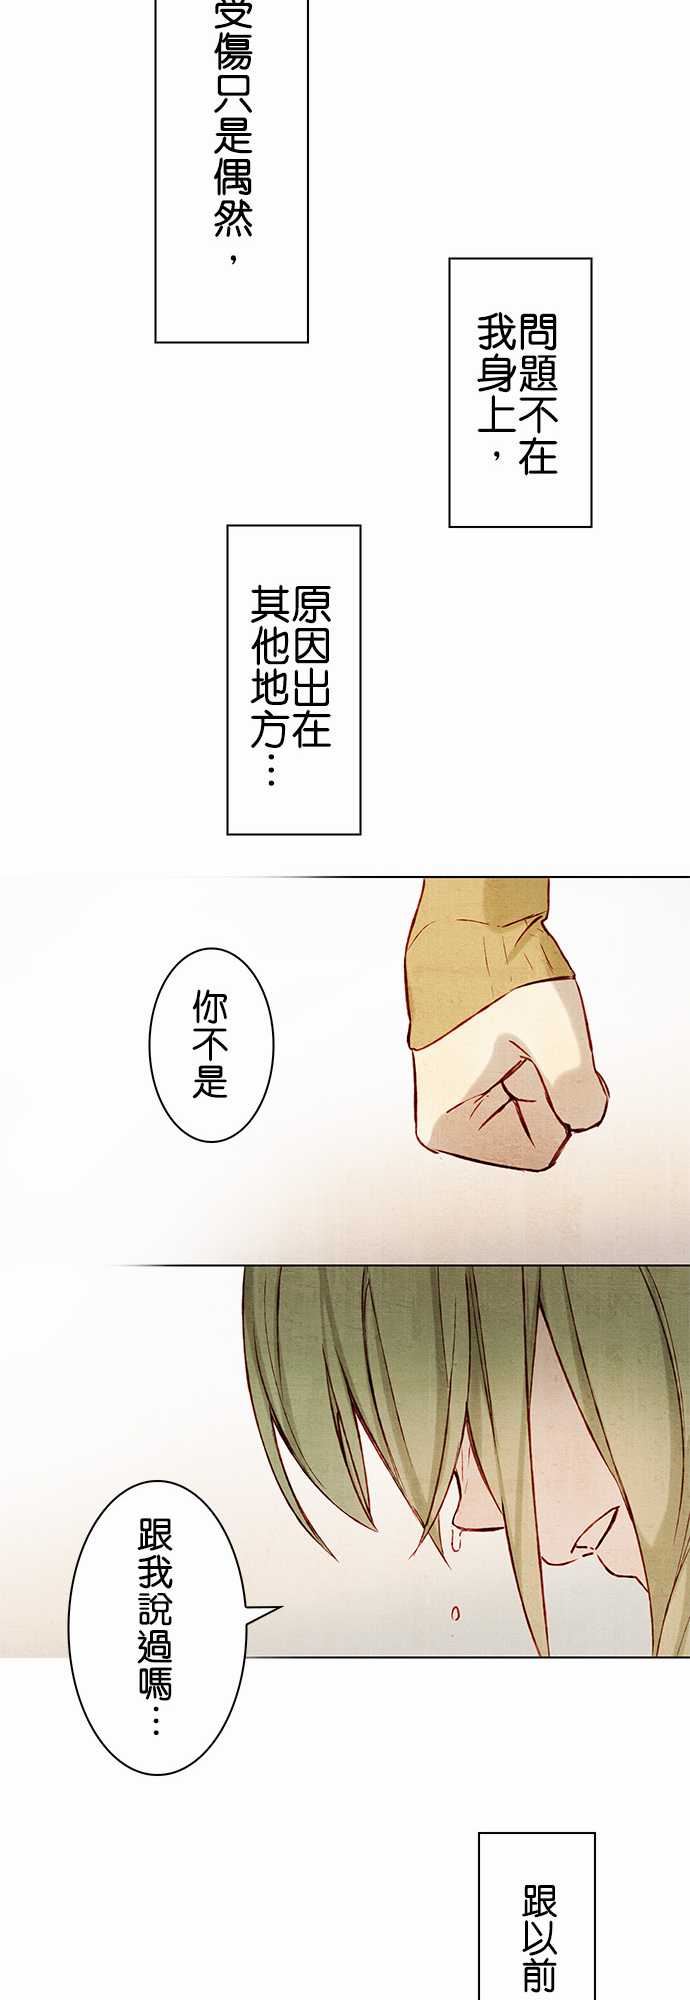 受傷只是偶然，
問題不在
我身上，
原因出在
其他地方…
你不是
跟我說過嗎…
跟以前